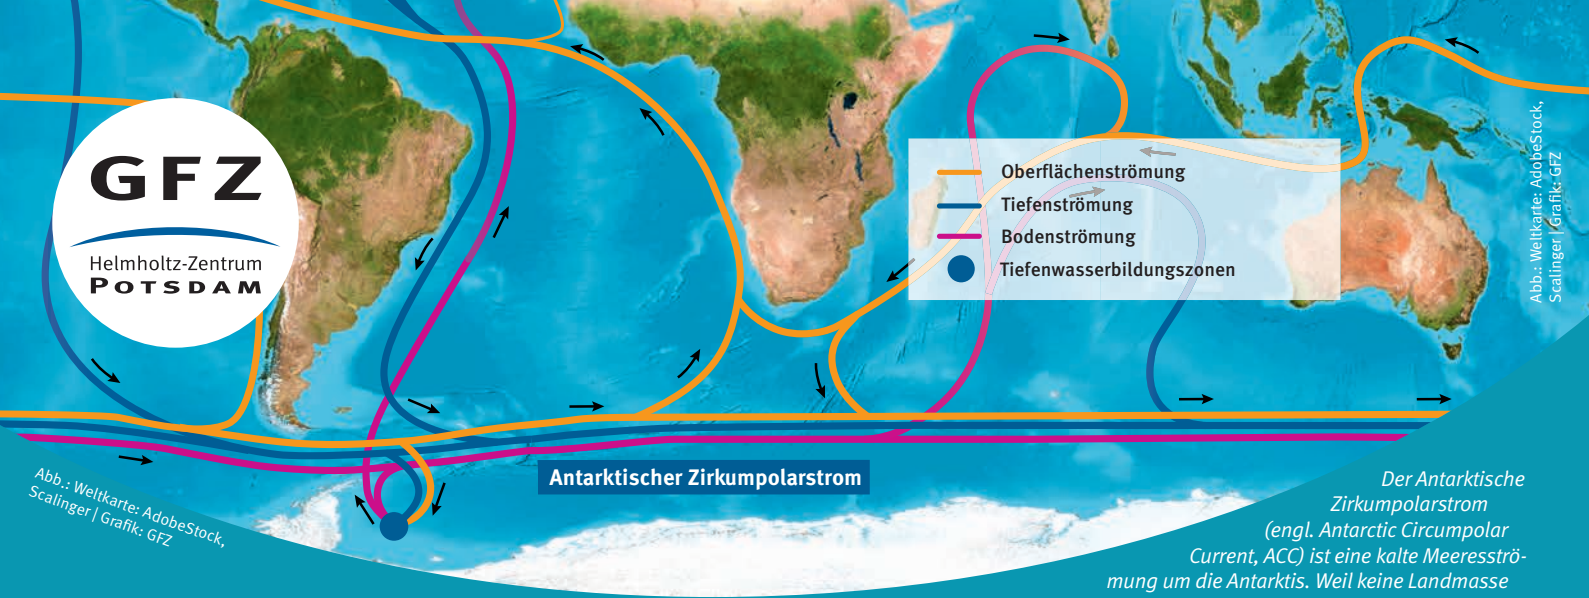 GFZ
Helmholtz-Zentrum
POTSDAM
Oberflächenströmung
Tiefenströmung
Bodenströmung
Tiefenwasserbildungszonen
Abb.: Weltkarte: AdobeStock,
Scalinger | Grafik: GFZ
Antarktischer Zirkumpolarstrom
Abb.: Weltkarte: AdobeStock,
Scalinger | Grafik: GFZ
Der Antarktische
Zirkumpolarstrom
(engl. Antarctic Circumpolar
Current, ACC) ist eine kalte Meeresströ-
mung um die Antarktis. Weil keine Landmasse